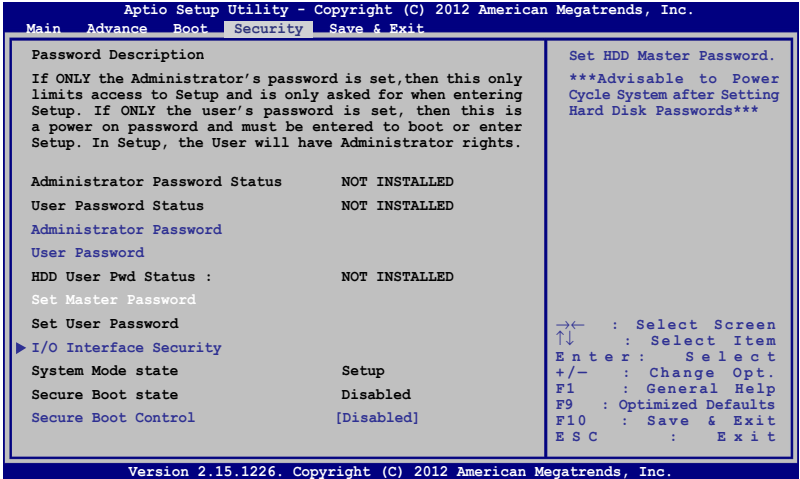 Aptio Setup Utility - Copyright (C) 2012 American Megatrends, Inc.
Main Advance Boot Security Save & Exit
Password Description
If ONLY the Administrator's password is set,then this only
limits access to Setup and is only asked for when entering
Setup. If ONLY the user's password is set, then this is
a power on password and must be entered to boot or enter
Setup. In Setup, the User will have Administrator rights.
Administrator Password Status NOT INSTALLED
User Password Status NOT INSTALLED
Administrator Password
User Password
HDD User Pwd Status : NOT INSTALLED
Set Master Password
Set User Password
I/O Interface Security
System Mode state Setup
Secure Boot state Disabled
Secure Boot Control [Disabled]
Set HDD Master Password.
***Advisable to Power
Cycle System after Setting
Hard Disk Passwords***
→← : Select Screen
↑↓ : Select Item
Enter: Select
+/− : Change Opt.
F1 : General Help
F9 : Optimized Defaults
F10 : Save & Exit
ESC : Exit
Version 2.15.1226. Copyright (C) 2012 American Megatrends, Inc.